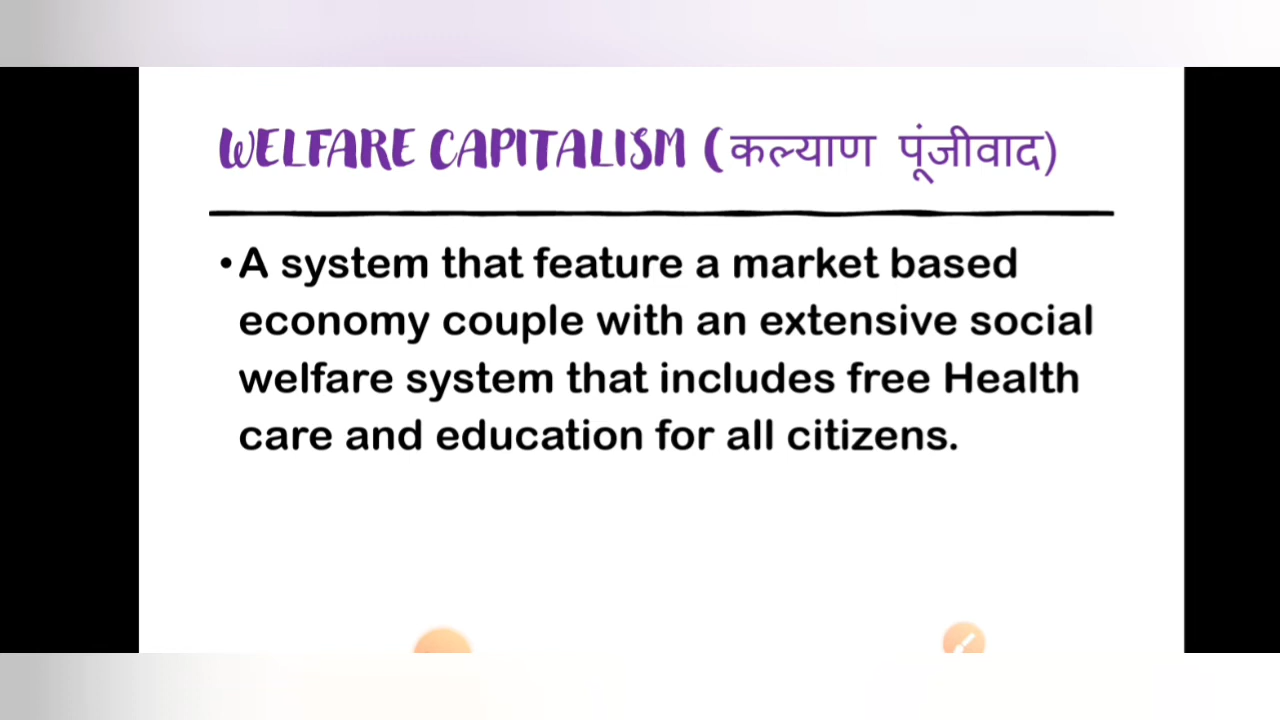 WELFARE CAPITALISM (कल्याण पूंजीवाद)
•A system that feature a market based
economy couple with an extensive social
welfare system that includes free Health
care and education for all citizens.